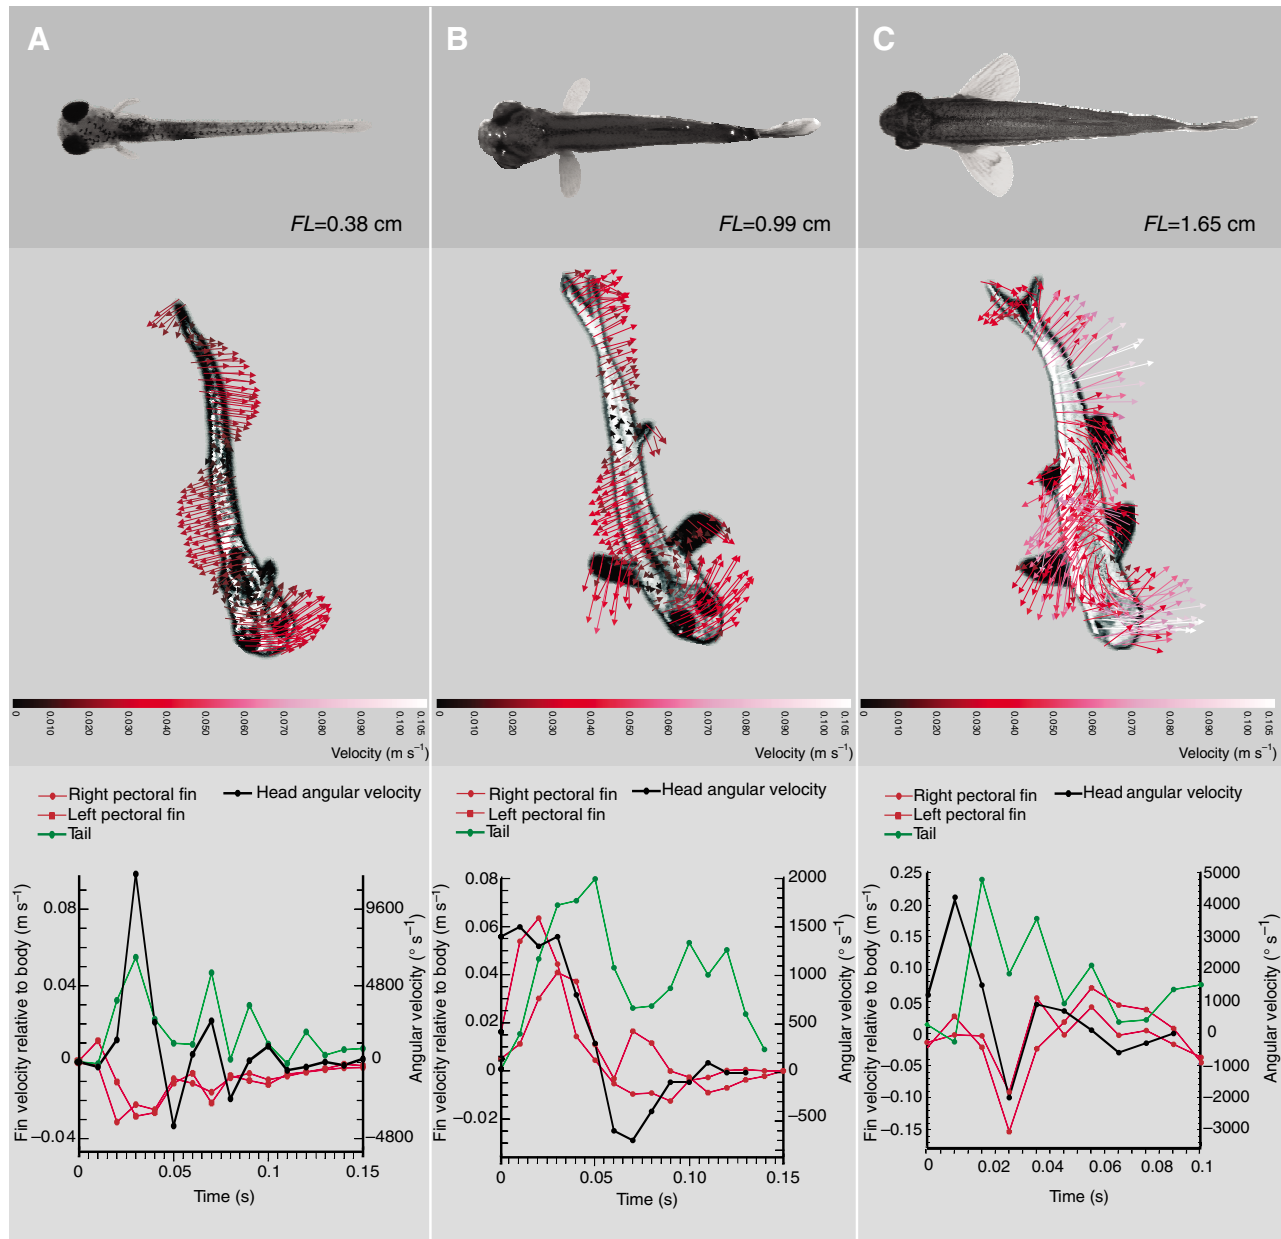 A
B
C
FL=0.38 cm
FL=0.99 cm
FL=1.65 cm
0 0.010 0.020 0.030 0.040 0.050 0.060 0.070 0.080 0.090 0.100 0.105
Velocity (m s−1)
0 0.010 0.020 0.030 0.040 0.050 0.060 0.070 0.080 0.090 0.100 0.105
Velocity (m s−1)
0 0.010 0.020 0.030 0.040 0.050 0.060 0.070 0.080 0.090 0.100 0.105
Velocity (m s−1)
Right pectoral fin
Head angular velocity
Left pectoral fin
Tail
Fin velocity relative to body (m s−1)
0.08
0.04
0
−0.04
9600
4800
0
−4800
Angular velocity (° s−1)
0 0.05 0.1 0.15
Time (s)
Right pectoral fin
Head angular velocity
Left pectoral fin
Tail
Fin velocity relative to body (m s−1)
0.08
0.06
0.04
0.02
0
−0.02
2000
1500
1000
500
0
−500
Angular velocity (° s−1)
0 0.05 0.10 0.15
Time (s)
Right pectoral fin
Head angular velocity
Left pectoral fin
Tail
Fin velocity relative to body (m s−1)
0.25
0.20
0.15
0.10
0.05
0
−0.05
−0.10
−0.15
5000
4000
3000
2000
1000
0
−1000
−2000
−3000
Angular velocity (° s−1)
0 0.02 0.04 0.06 0.08 0.1
Time (s)